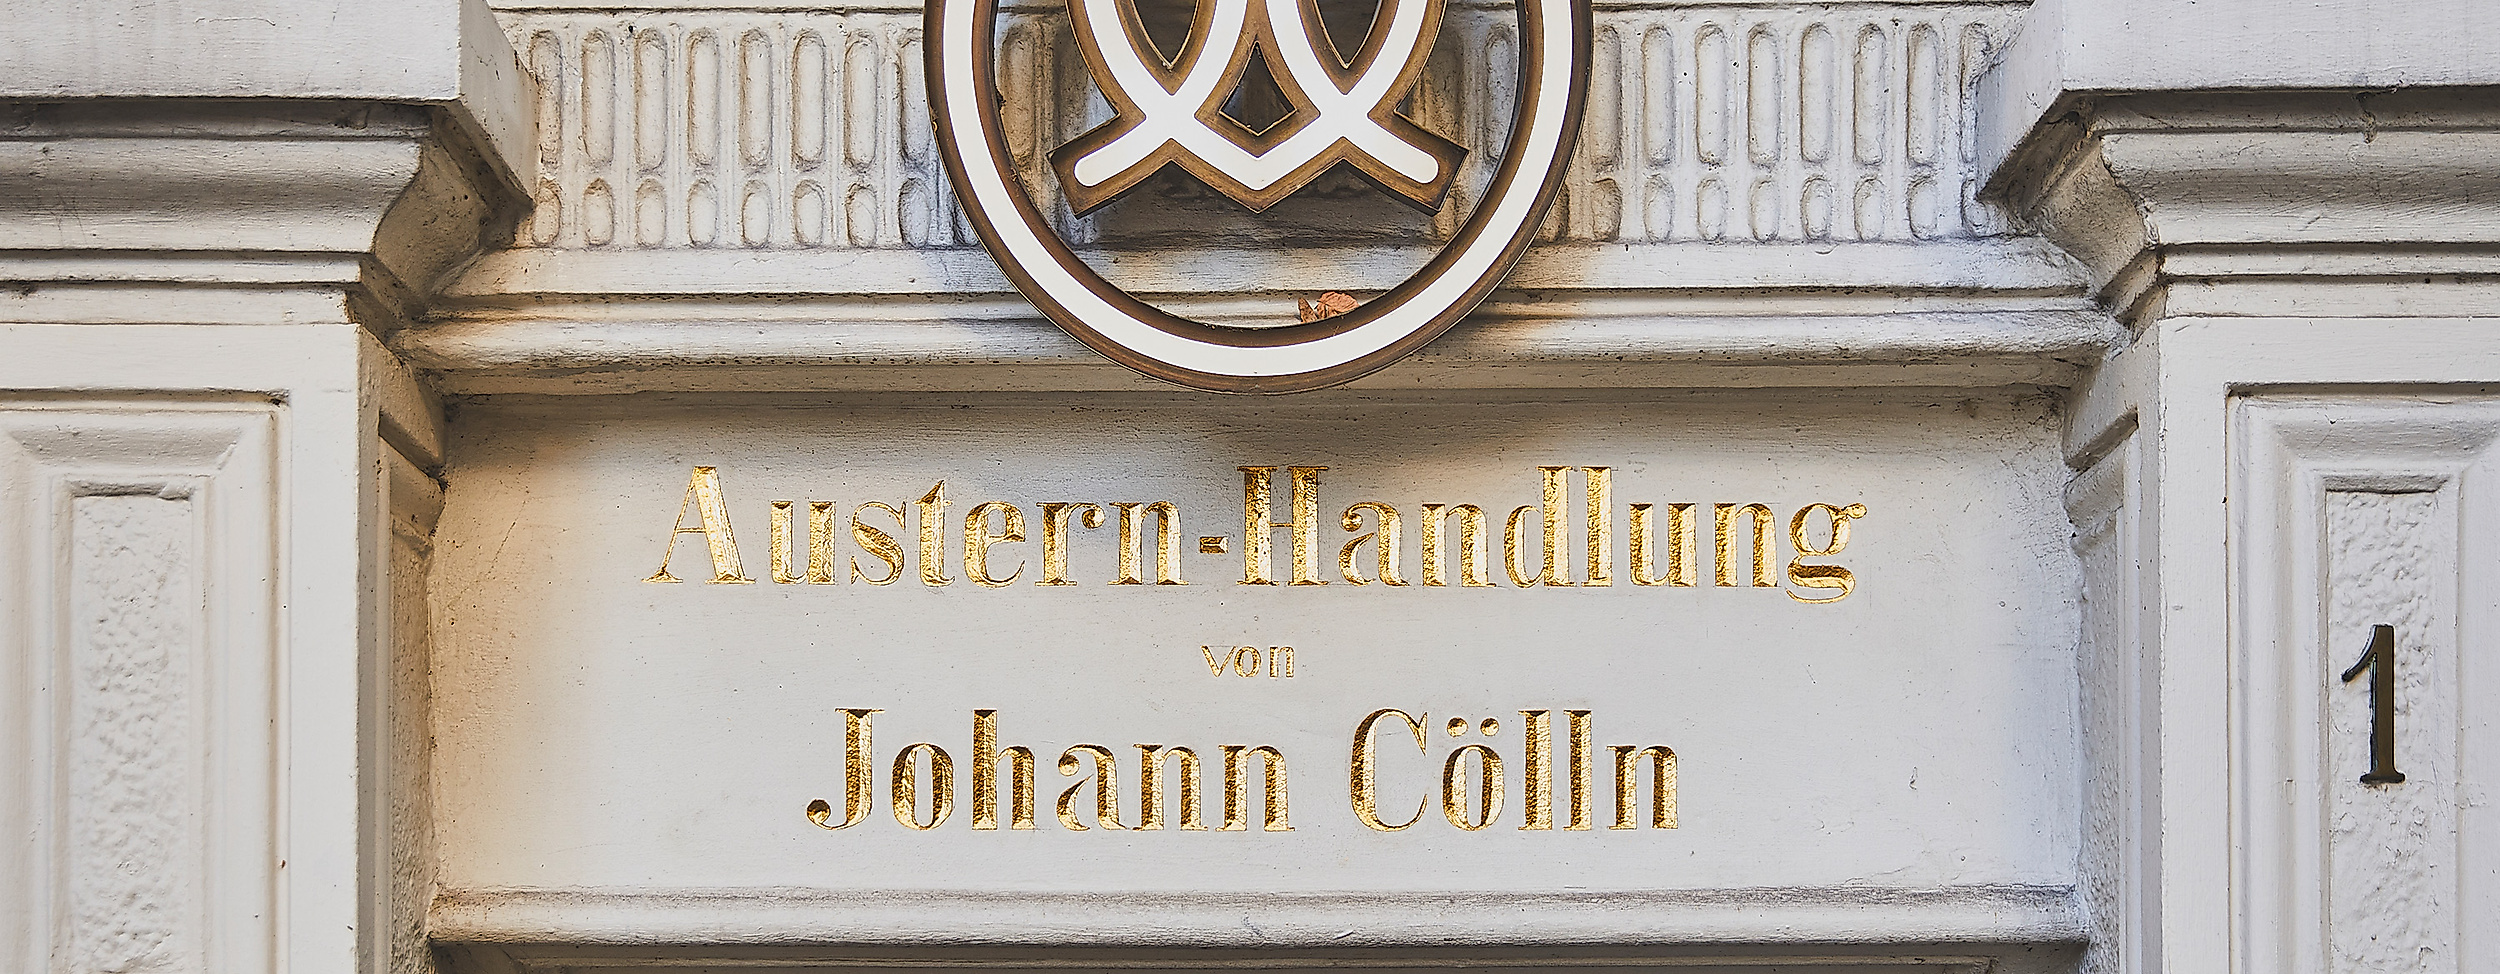 Austern-Handlung
von
Johann Cölln
1